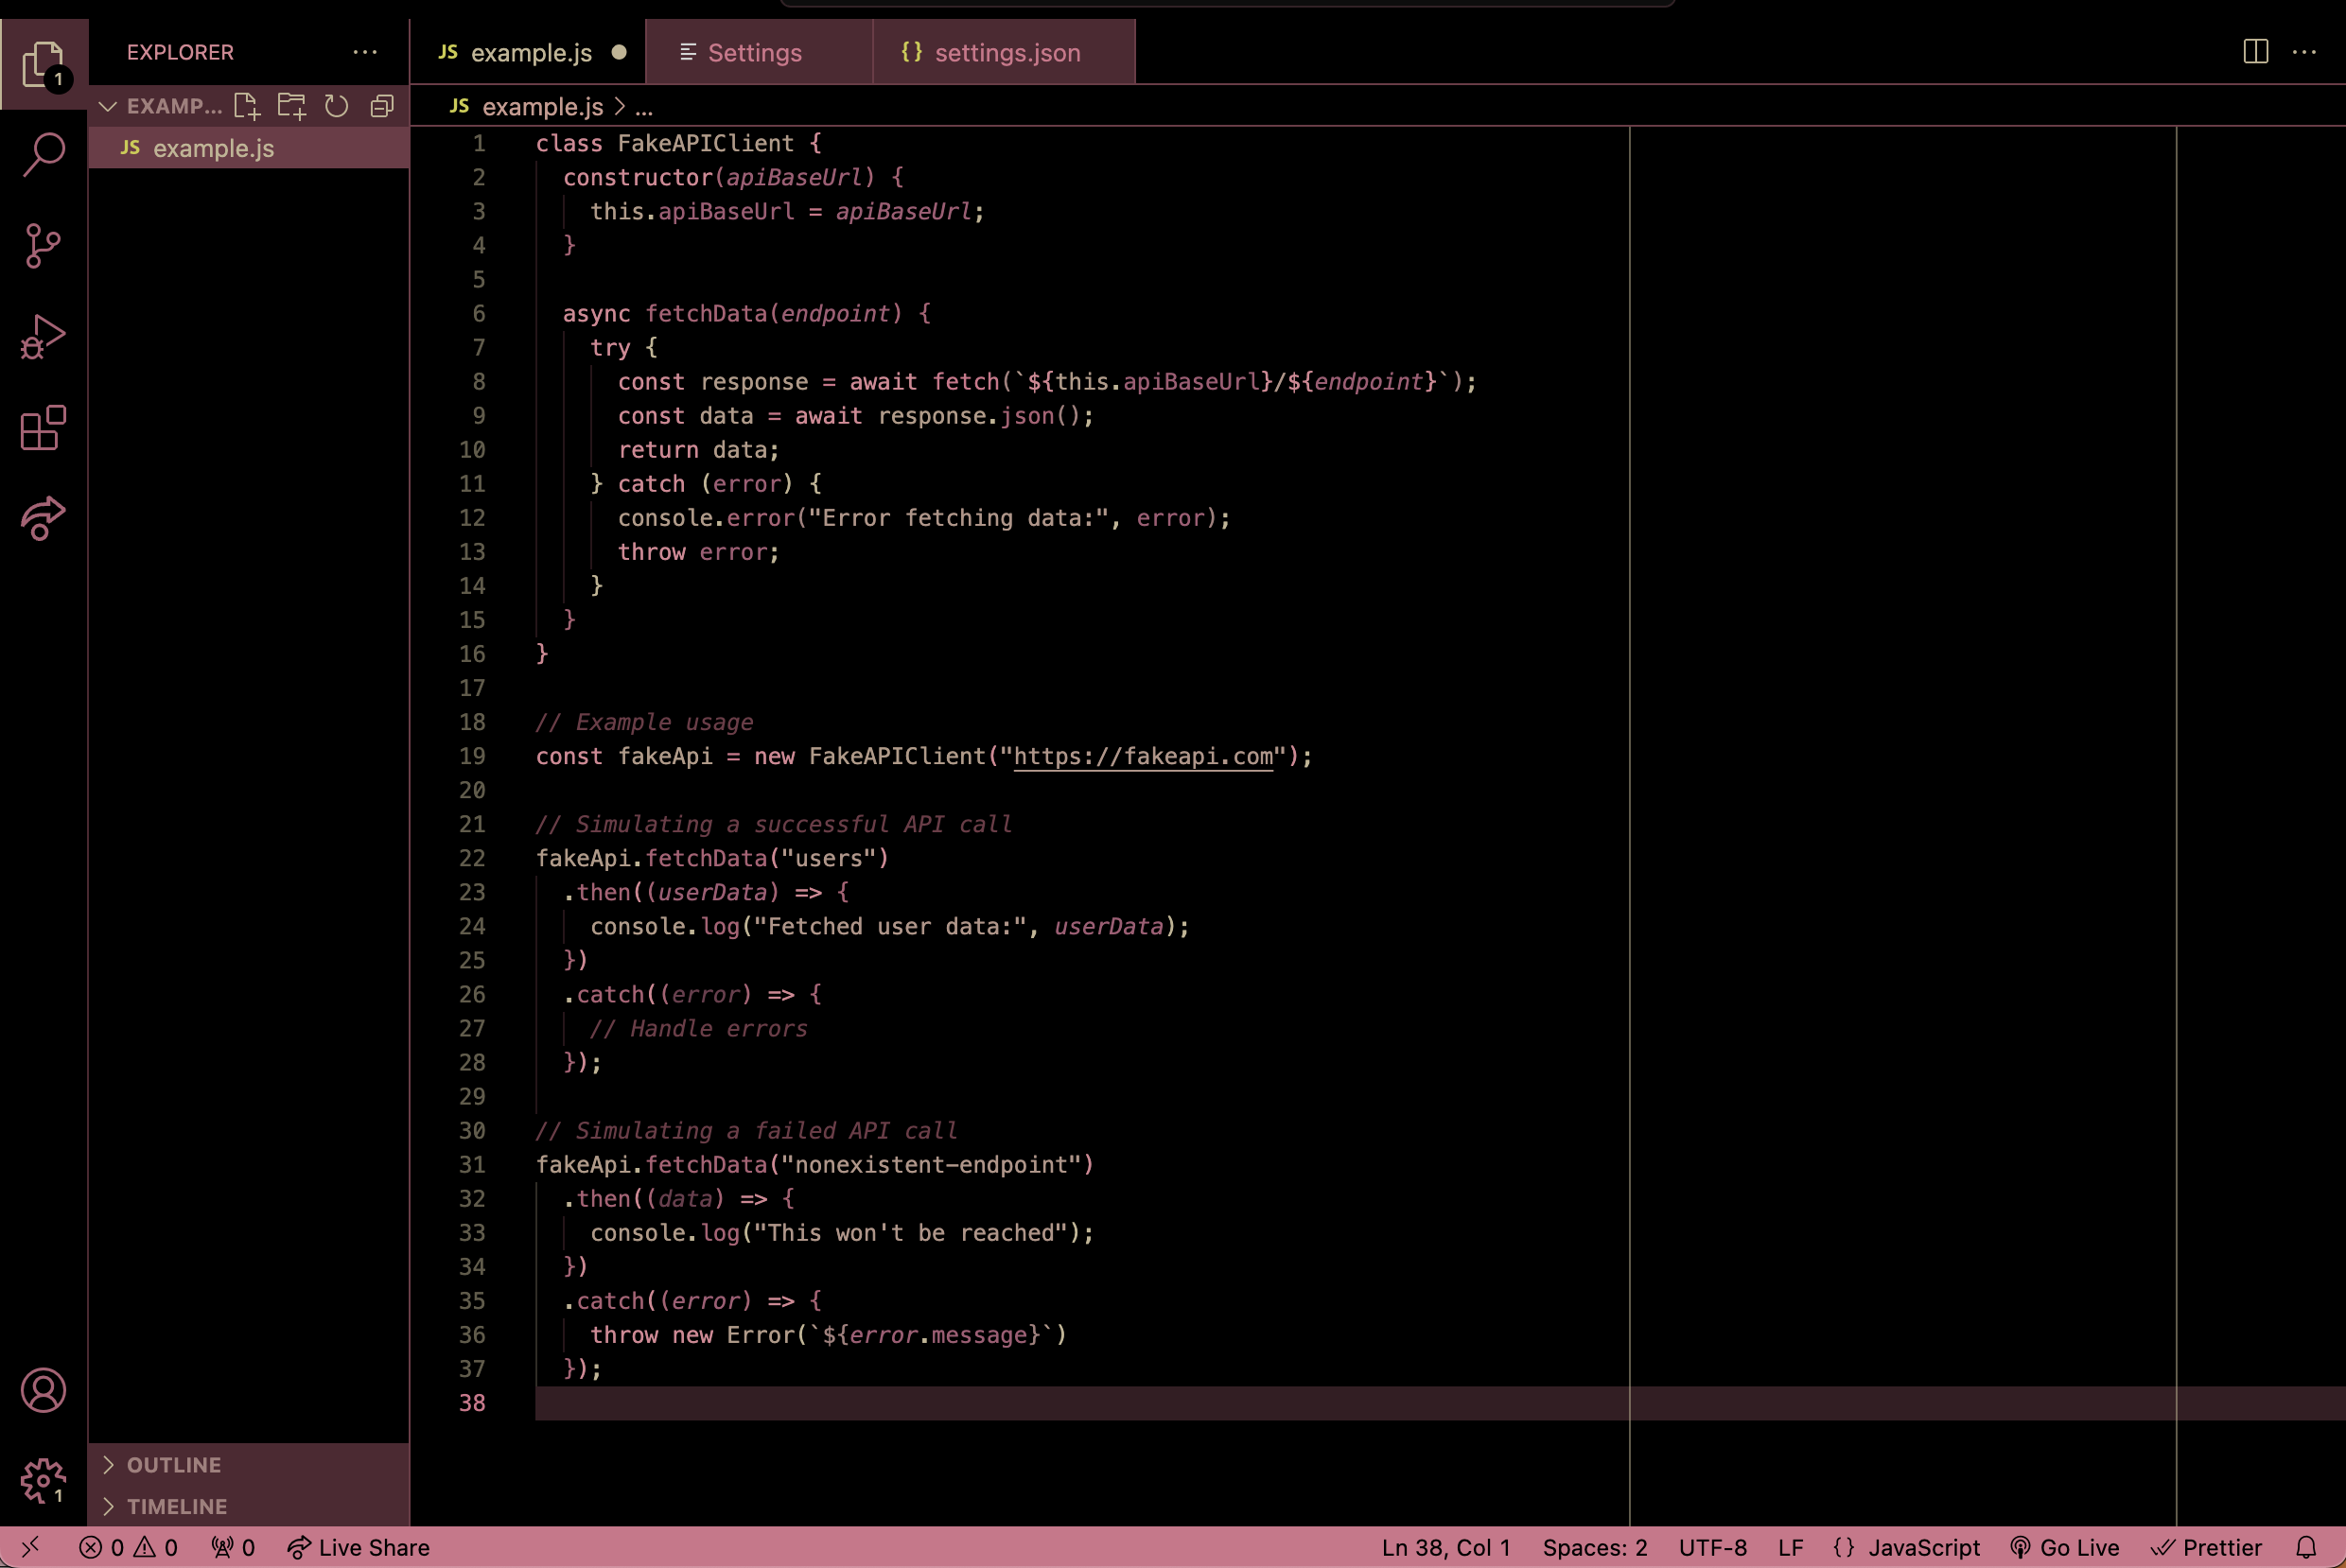 EXPLORER
JS example.js
Settings
{} settings.json
1
EXAMP...
JS example.js > ...
JS example.js
1 class FakeAPIClient {
2 constructor(apiBaseUrl) {
3 this.apiBaseUrl = apiBaseUrl;
4 }
5
6 async fetchData(endpoint) {
7 try {
8 const response = await fetch(`${this.apiBaseUrl}/${endpoint}`);
9 const data = await response.json();
10 return data;
11 } catch (error) {
12 console.error("Error fetching data:", error);
13 throw error;
14 }
15 }
16 }
17
18 // Example usage
19 const fakeApi = new FakeAPIClient("https://fakeapi.com");
20
21 // Simulating a successful API call
22 fakeApi.fetchData("users")
23 .then((userData) => {
24 console.log("Fetched user data:", userData);
25 })
26 .catch((error) => {
27 // Handle errors
28 });
29
30 // Simulating a failed API call
31 fakeApi.fetchData("nonexistent-endpoint")
32 .then((data) => {
33 console.log("This won't be reached");
34 })
35 .catch((error) => {
36 throw new Error(`${error.message}`)
37 });
38
OUTLINE
TIMELINE
1
0 0 0 Live Share
Ln 38, Col 1 Spaces: 2 UTF-8 LF {} JavaScript Go Live Prettier